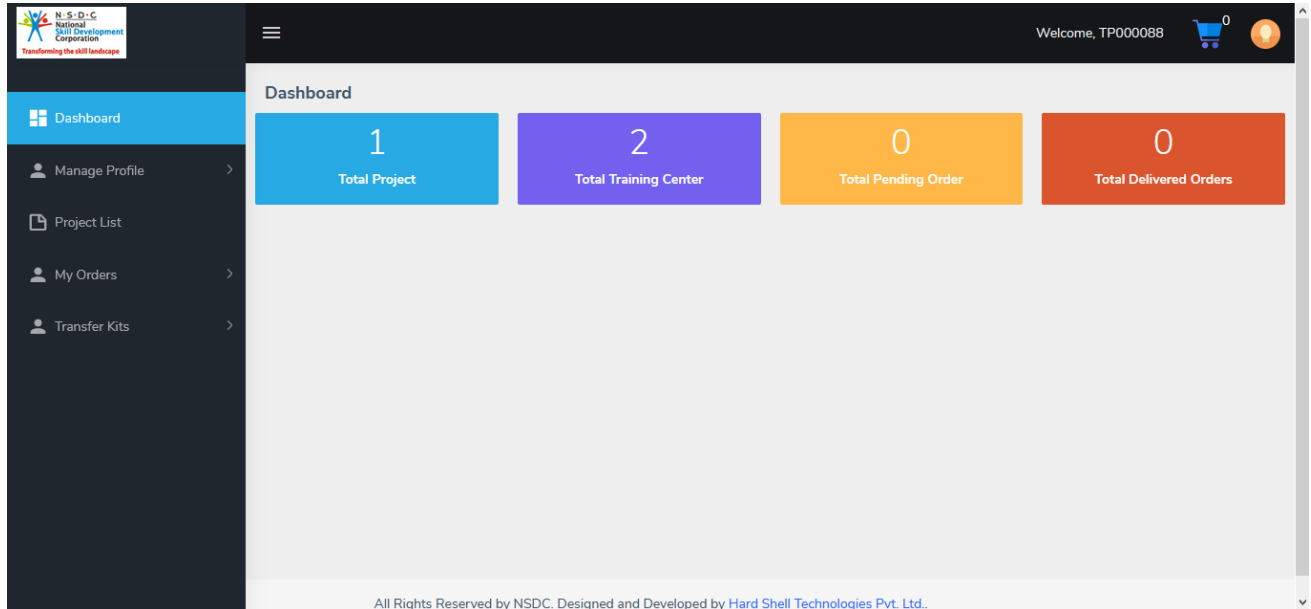 N·S·D·C
National
Skill Development
Corporation
Transforming the skill landscape
Welcome, TP000088
0
Dashboard
Manage Profile
Project List
My Orders
Transfer Kits
Dashboard
1
Total Project
2
Total Training Center
0
Total Pending Order
0
Total Delivered Orders
All Rights Reserved by NSDC. Designed and Developed by Hard Shell Technologies Pvt. Ltd..